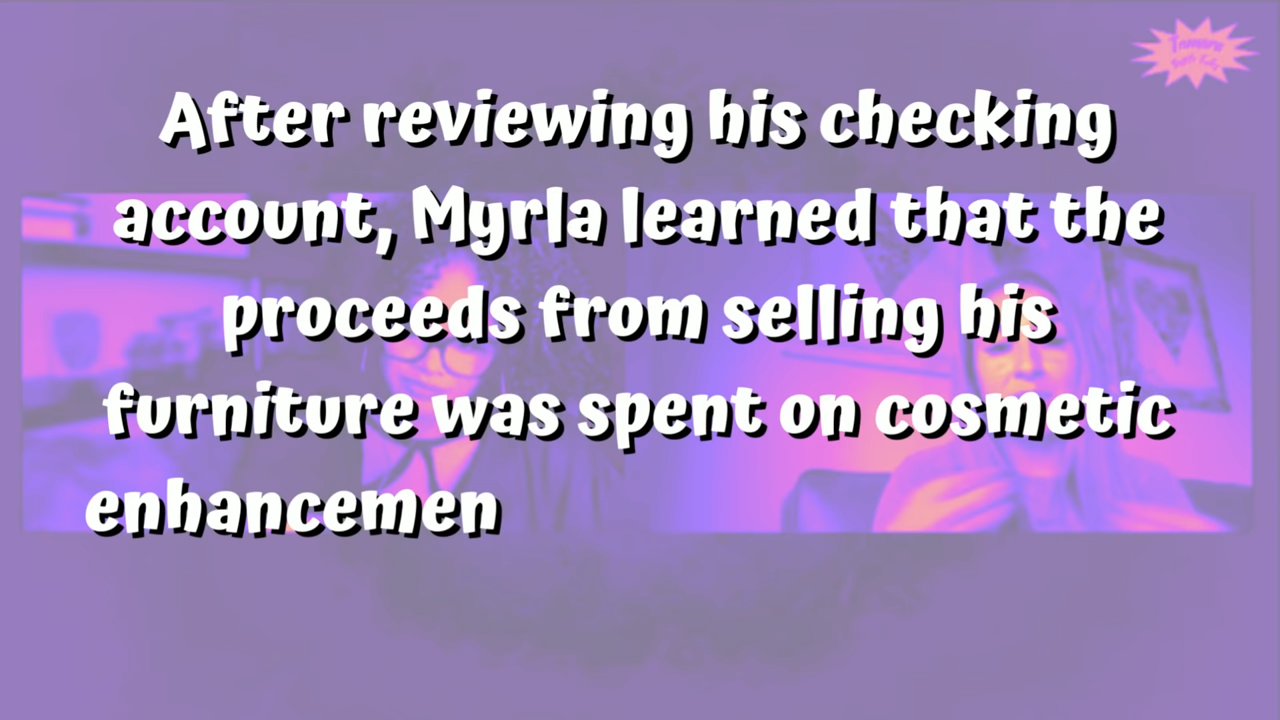 After reviewing his checking
account, Myrla learned that the
proceeds from selling his
furniture was spent on cosmetic
enhancemen